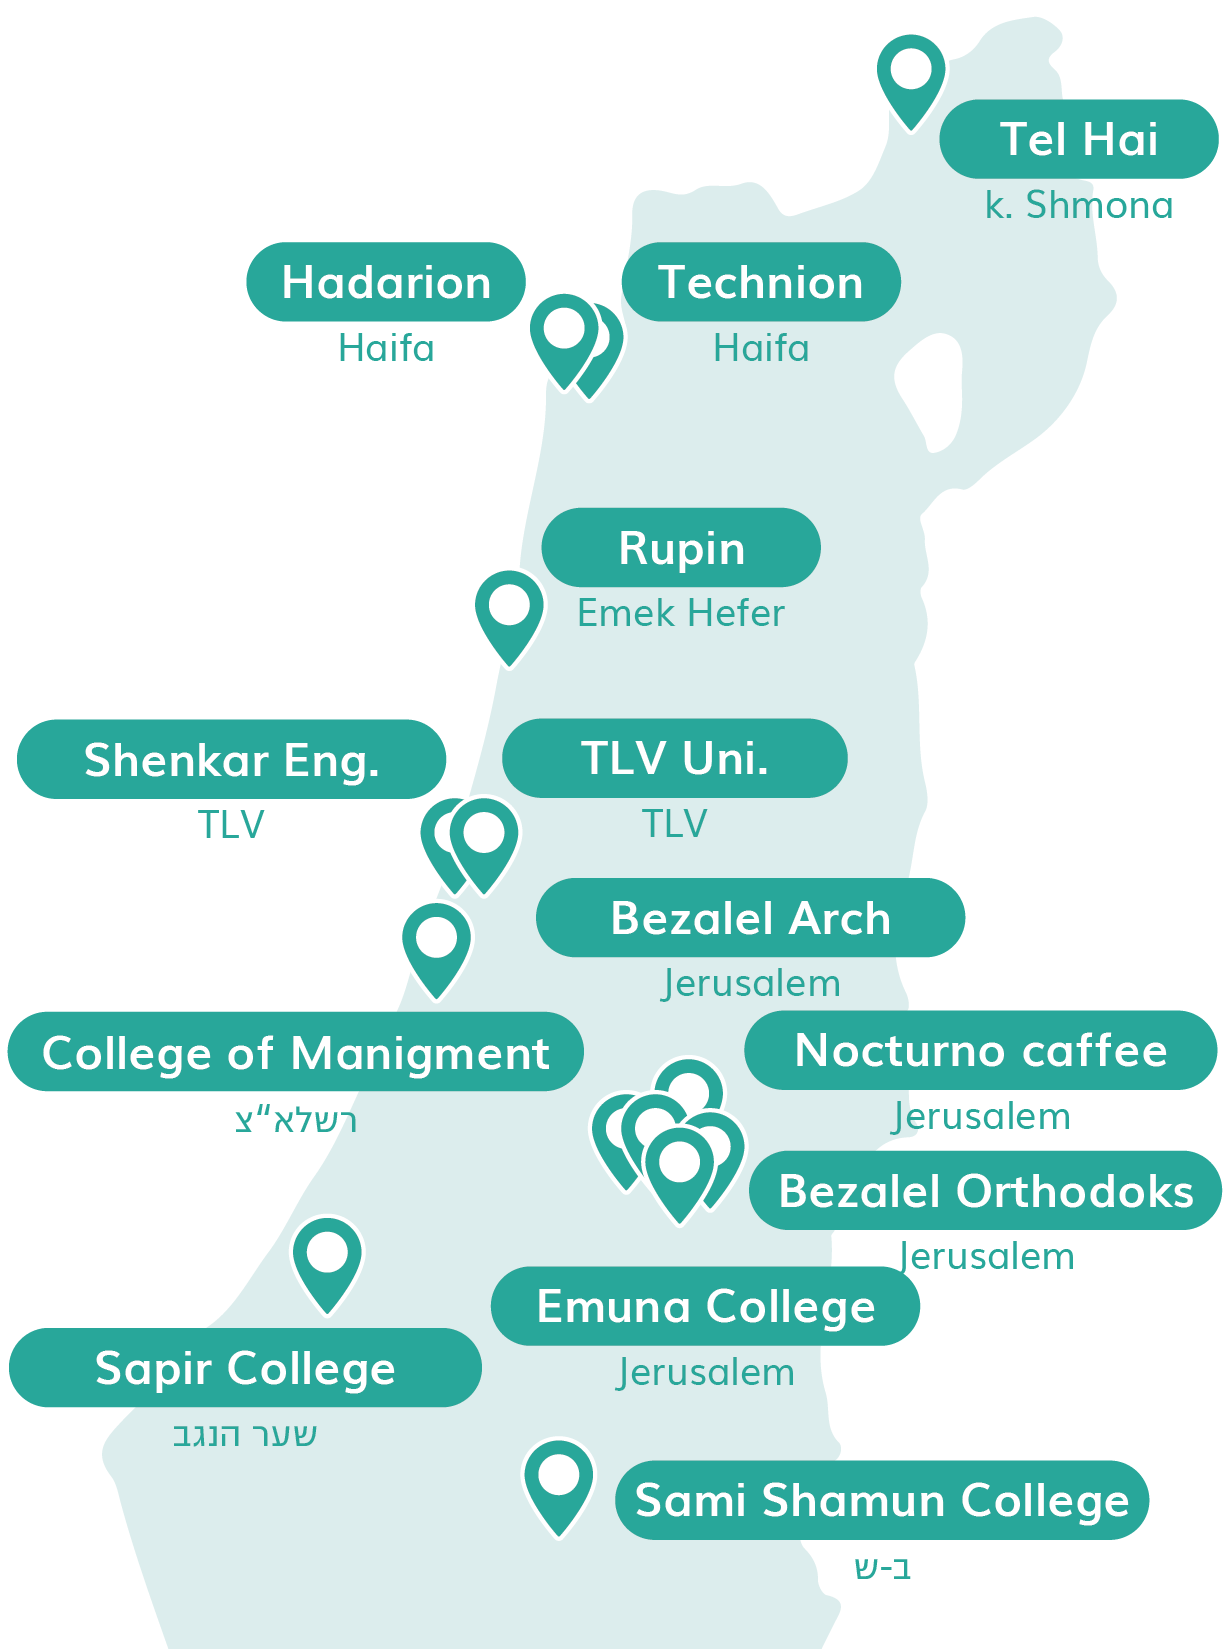 Tel Hai
k. Shmona
Hadarion
Haifa
Technion
Haifa
Rupin
Emek Hefer
Shenkar Eng.
TLV
TLV Uni.
TLV
Bezalel Arch
Jerusalem
College of Manigment
רשלא“צ
Nocturno caffee
Jerusalem
Bezalel Orthodoks
Jerusalem
Emuna College
Jerusalem
Sapir College
שער הנגב
Sami Shamun College
ב-ש